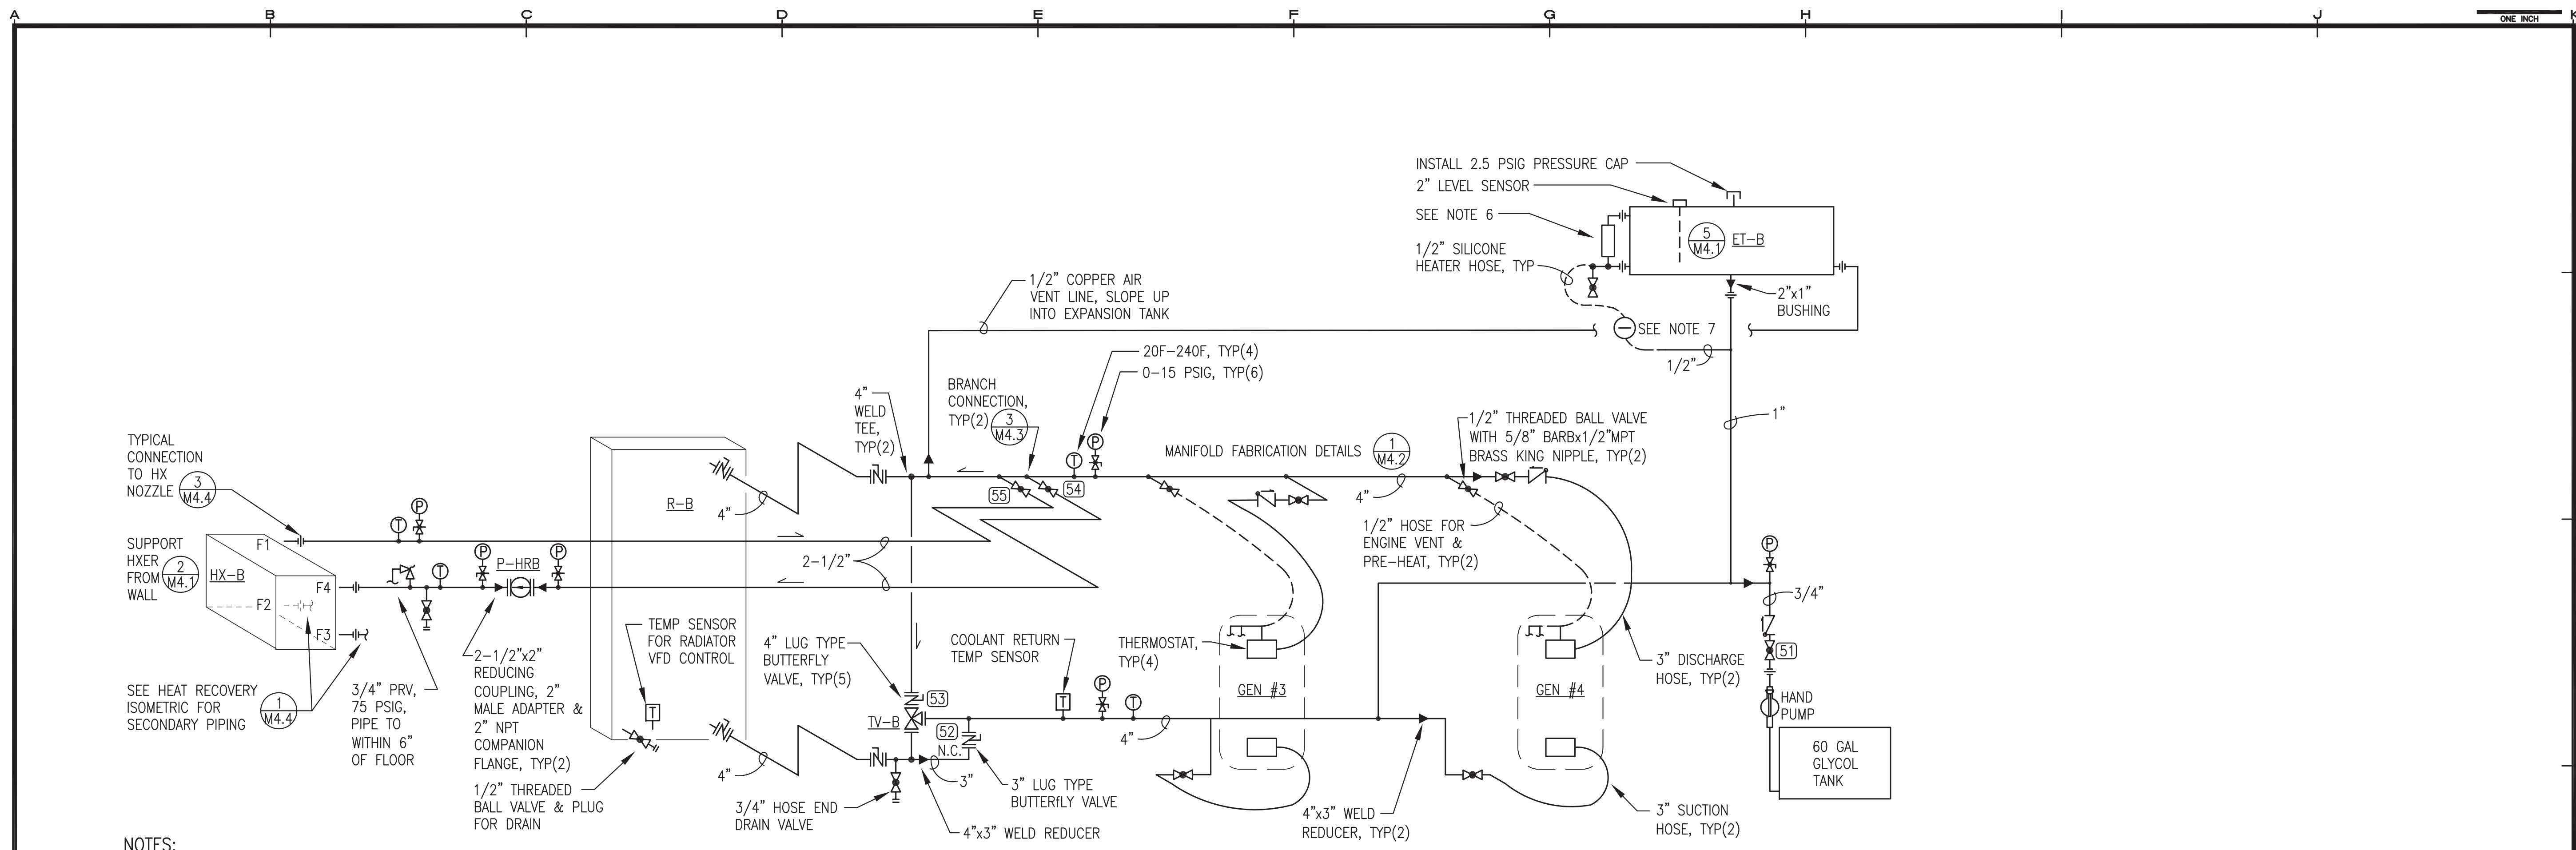 A
B
C
D
E
F
G
H
I
J
K
ONE INCH
INSTALL 2.5 PSIG PRESSURE CAP
2" LEVEL SENSOR
SEE NOTE 6
1/2" SILICONE
HEATER HOSE, TYP
5
M4.1
ET-B
2"x1"
BUSHING
SEE NOTE 7
1/2"
1"
1/2" COPPER AIR
VENT LINE, SLOPE UP
INTO EXPANSION TANK
20F-240F, TYP(4)
0-15 PSIG, TYP(6)
4"
WELD
TEE,
TYP(2)
BRANCH
CONNECTION,
TYP(2)
3
M4.3
T
P
MANIFOLD FABRICATION DETAILS
1
M4.2
1/2" THREADED BALL VALVE
WITH 5/8" BARBx1/2"MPT
BRASS KING NIPPLE, TYP(2)
TYPICAL
CONNECTION
TO HX
NOZZLE
3
M4.4
R-B
4"
55
54
4"
1/2" HOSE FOR
ENGINE VENT &
PRE-HEAT, TYP(2)
T
P
SUPPORT
HXER
FROM
WALL
2
M4.1
HX-B
F1
F4
F2
F3
T
P
P-HRB
P
2-1/2"
P
3/4"
51
HAND
PUMP
60 GAL
GLYCOL
TANK
SEE HEAT RECOVERY
ISOMETRIC FOR
SECONDARY PIPING
1
M4.4
3/4" PRV,
75 PSIG,
PIPE TO
WITHIN 6"
OF FLOOR
2-1/2"x2"
REDUCING
COUPLING, 2"
MALE ADAPTER &
2" NPT
COMPANION
FLANGE, TYP(2)
TEMP SENSOR
FOR RADIATOR
VFD CONTROL
T
1/2" THREADED
BALL VALVE & PLUG
FOR DRAIN
4"
4" LUG TYPE
BUTTERFLY
VALVE, TYP(5)
53
TV-B
52
N.C.
3"
COOLANT RETURN
TEMP SENSOR
T
P
T
4"
THERMOSTAT,
TYP(4)
GEN #3
GEN #4
3" DISCHARGE
HOSE, TYP(2)
3/4" HOSE END
DRAIN VALVE
3" LUG TYPE
BUTTERflY VALVE
4"x3" WELD REDUCER
4"x3" WELD
REDUCER, TYP(2)
3" SUCTION
HOSE, TYP(2)
NOTES: